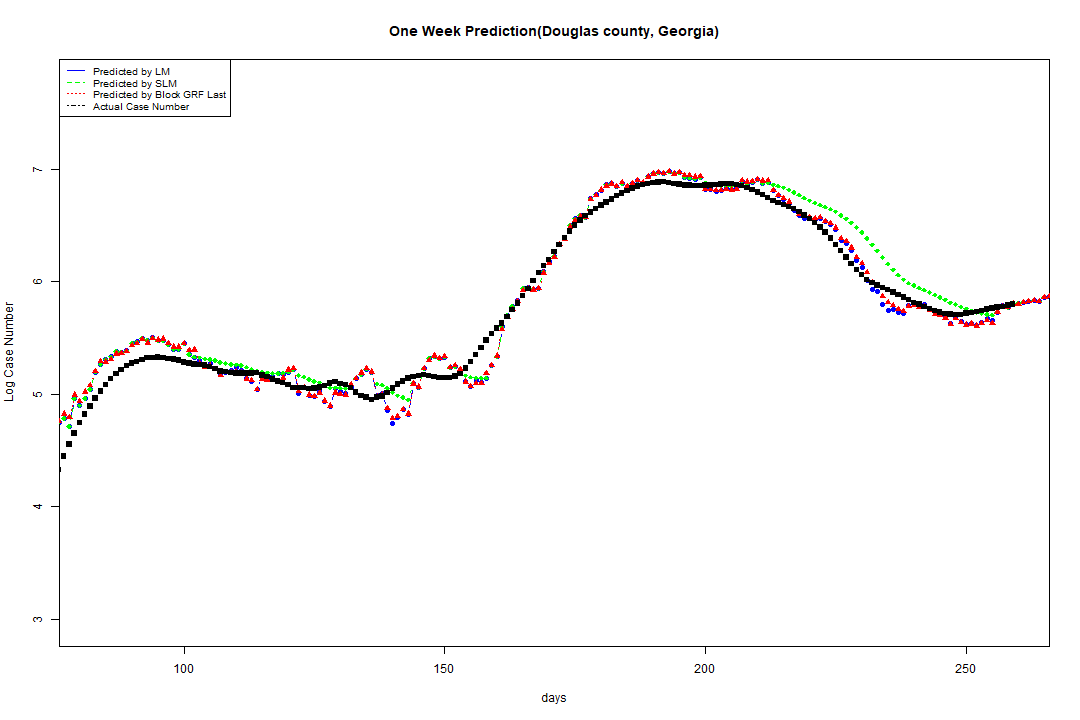 One Week Prediction(Douglas county, Georgia)
Predicted by LM
Predicted by SLM
Predicted by Block GRF Last
Actual Case Number
7
6
5
4
3
Log Case Number
100 150 200 250
days